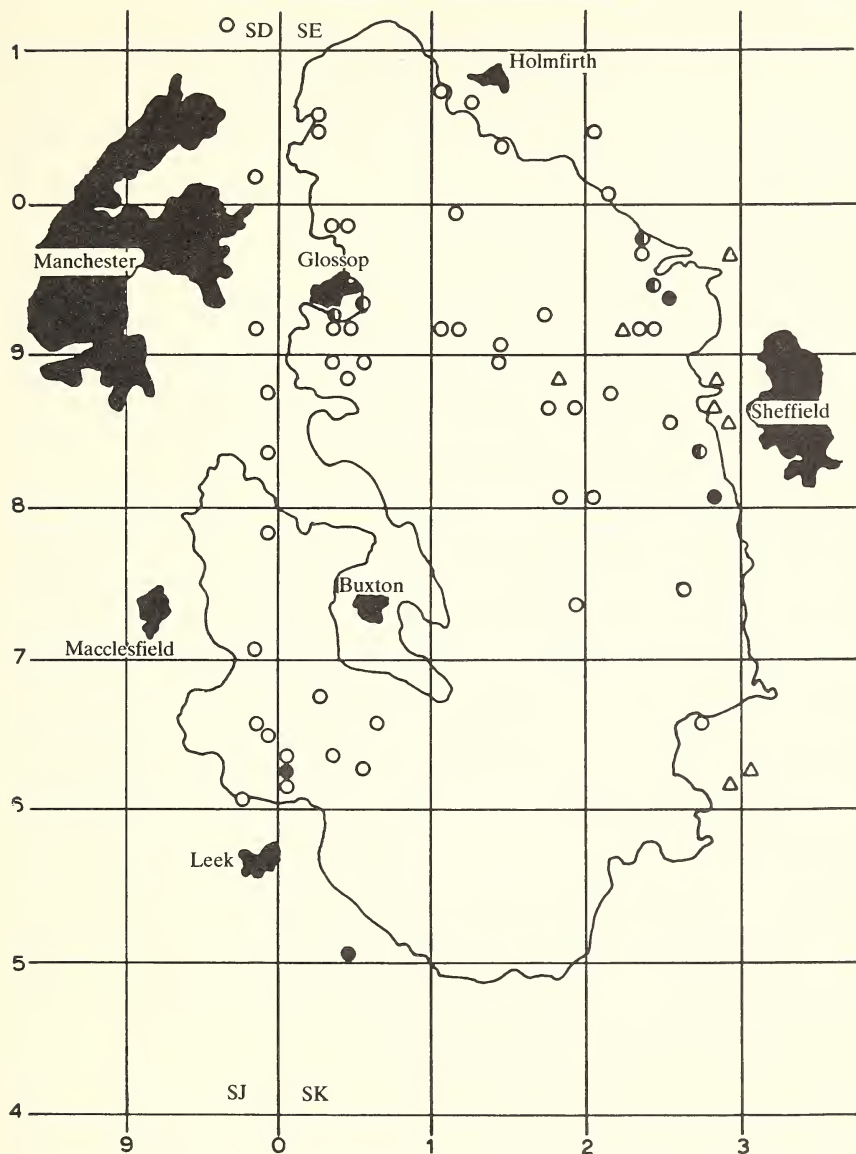 SD SE
1
Holmfirth
0
Manchester
Glossop
9
Sheffield
8
Buxton
Macclesfield
7
6
Leek
5
SJ SK
4
9 0 1 2 3